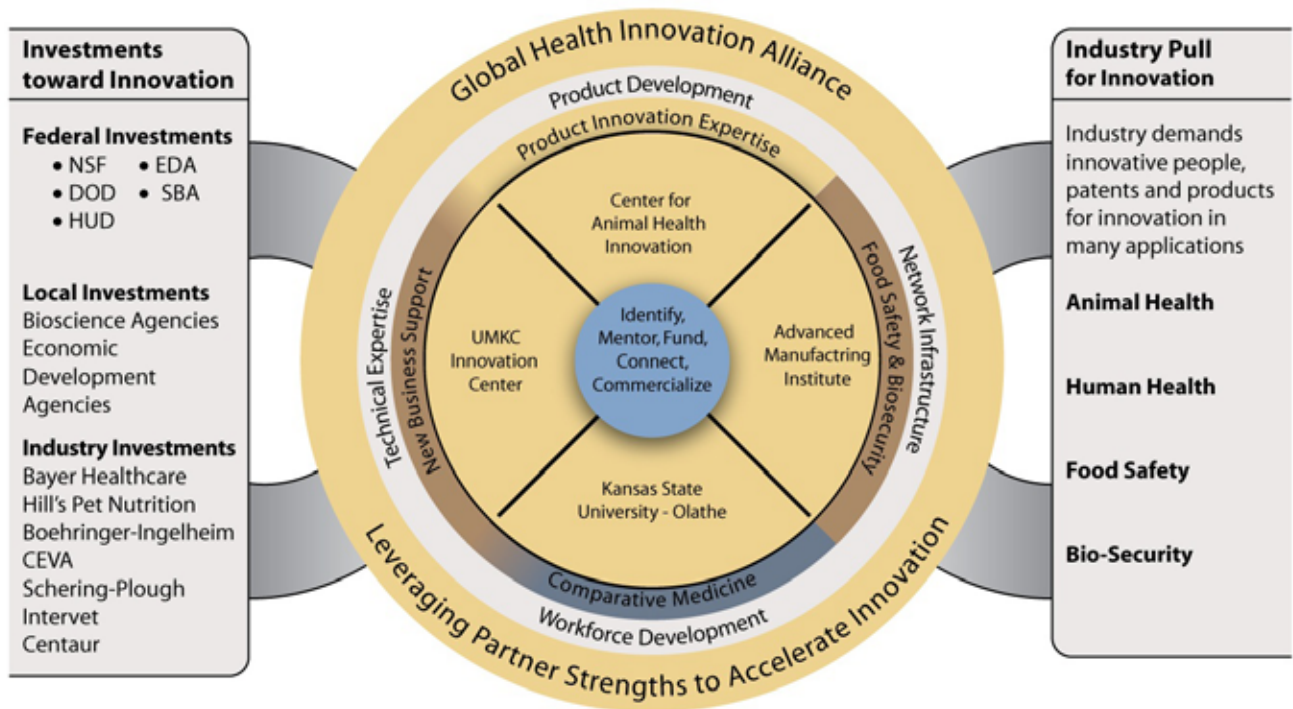 Investments
toward Innovation
Federal Investments
• NSF • EDA
• DOD • SBA
• HUD
Local Investments
Bioscience Agencies
Economic
Development
Agencies
Industry Investments
Bayer Healthcare
Hill's Pet Nutrition
Boehringer-Ingelheim
CEVA
Schering-Plough
Intervet
Centaur
Global Health Innovation Alliance
Product Development
Product Innovation Expertise
Center for
Animal Health
Innovation
Technical Expertise
New Business Support
UMKC
Innovation
Center
Identify,
Mentor, Fund,
Connect,
Commercialize
Advanced
Manufactring
Institute
Food Safety & Biosecurity
Network Infrastructure
Kansas State
University - Olathe
Comparative Medicine
Workforce Development
Leveraging Partner Strengths to Accelerate Innovation
Industry Pull
for Innovation
Industry demands
innovative people,
patents and products
for innovation in
many applications
Animal Health
Human Health
Food Safety
Bio-Security